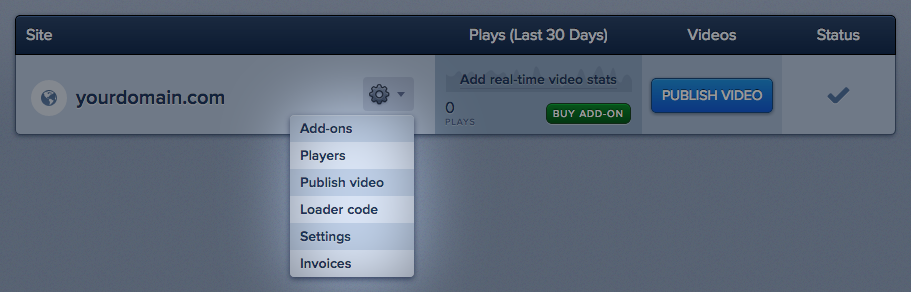 Site Plays (Last 30 Days) Videos Status
yourdomain.com
Add real-time video stats
0
PLAYS
BUY ADD-ON
PUBLISH VIDEO
Add-ons
Players
Publish video
Loader code
Settings
Invoices